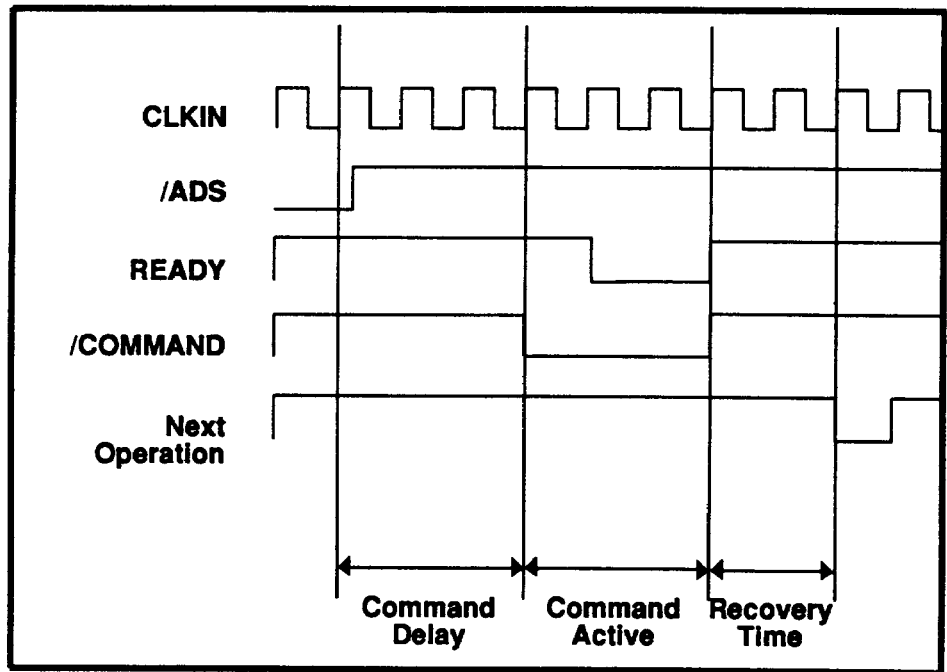 CLKIN
/ADS
READY
/COMMAND
Next
Operation
Command
Delay
Command
Active
Recovery
Time